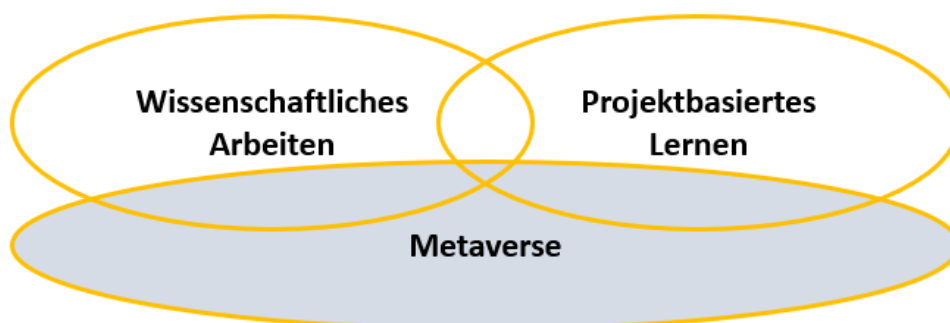 Wissenschaftliches
Arbeiten
Projektbasiertes
Lernen
Metaverse